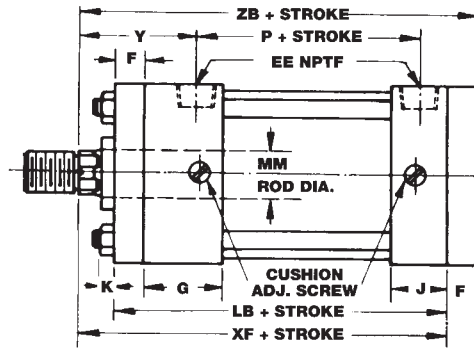 ZB + STROKE
Y
P + STROKE
F
EE NPTF
MM
ROD DIA.
CUSHION
ADJ. SCREW
K
G
J
F
LB + STROKE
XF + STROKE